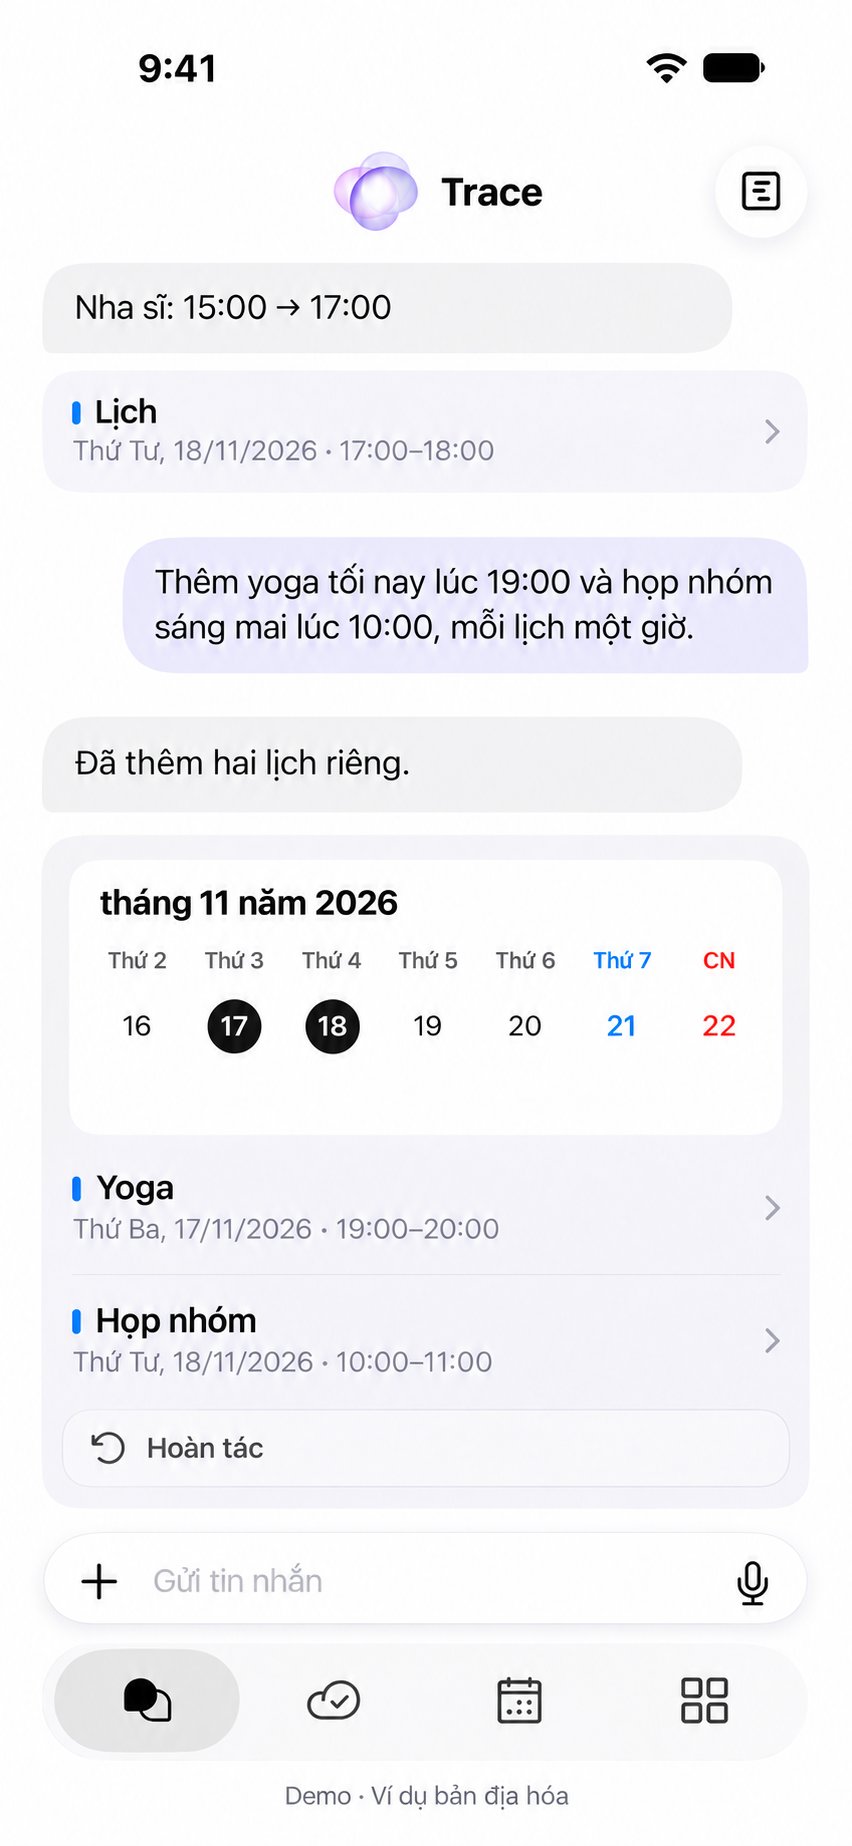 9:41
Trace
Nha sĩ: 15:00 → 17:00
Lịch
Thứ Tư, 18/11/2026 · 17:00–18:00
Thêm yoga tối nay lúc 19:00 và họp nhóm
sáng mai lúc 10:00, mỗi lịch một giờ.
Đã thêm hai lịch riêng.
tháng 11 năm 2026
Thứ 2 Thứ 3 Thứ 4 Thứ 5 Thứ 6 Thứ 7 CN
16 17 18 19 20 21 22
Yoga
Thứ Ba, 17/11/2026 · 19:00–20:00
Họp nhóm
Thứ Tư, 18/11/2026 · 10:00–11:00
Hoàn tác
Gửi tin nhắn
Demo · Ví dụ bản địa hóa